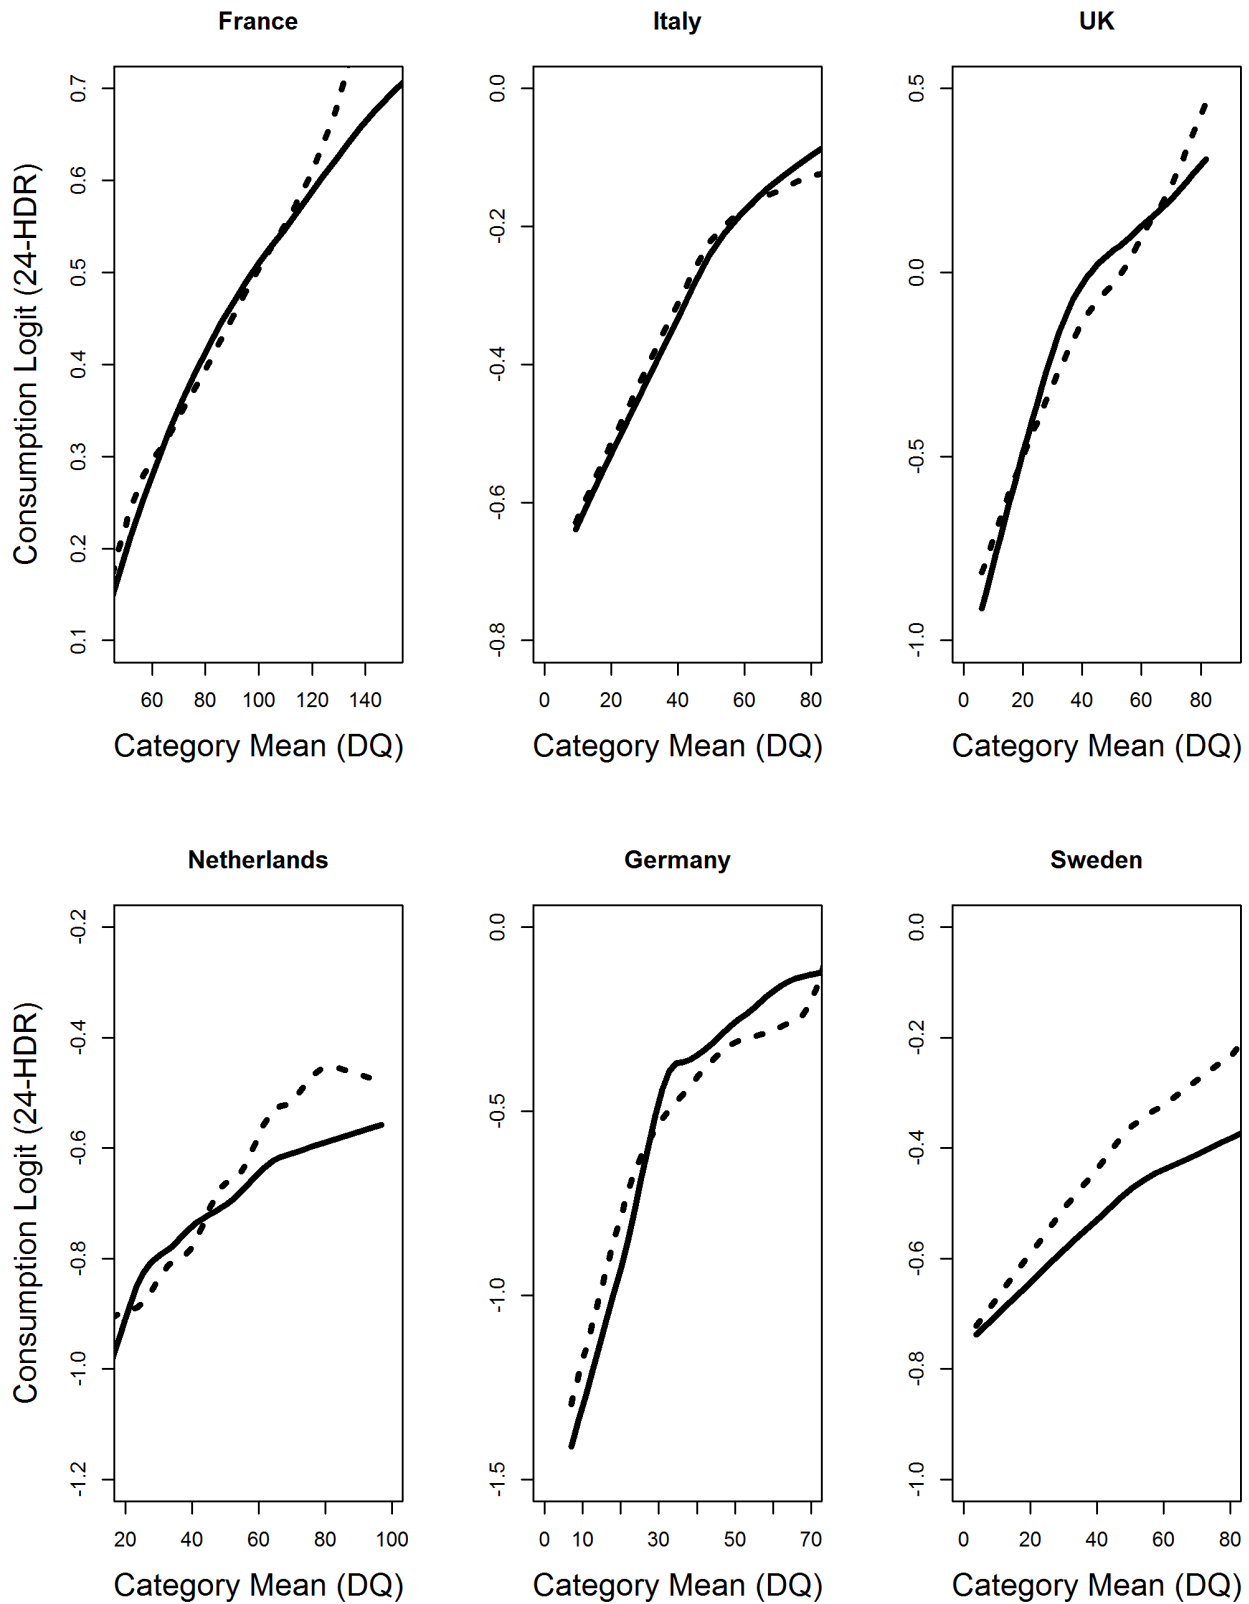 France
Italy
UK
Consumption Logit (24-HDR)
0.7
0.6
0.5
0.4
0.3
0.2
0.1
60 80 100 120 140
Category Mean (DQ)
0.0
-0.2
-0.4
-0.6
-0.8
0 20 40 60 80
Category Mean (DQ)
0.5
0.0
-0.5
-1.0
0 20 40 60 80
Category Mean (DQ)
Netherlands
Germany
Sweden
Consumption Logit (24-HDR)
-0.2
-0.4
-0.6
-0.8
-1.0
-1.2
20 40 60 80 100
Category Mean (DQ)
0.0
-0.5
-1.0
-1.5
0 10 30 50 70
Category Mean (DQ)
0.0
-0.2
-0.4
-0.6
-0.8
-1.0
0 20 40 60 80
Category Mean (DQ)